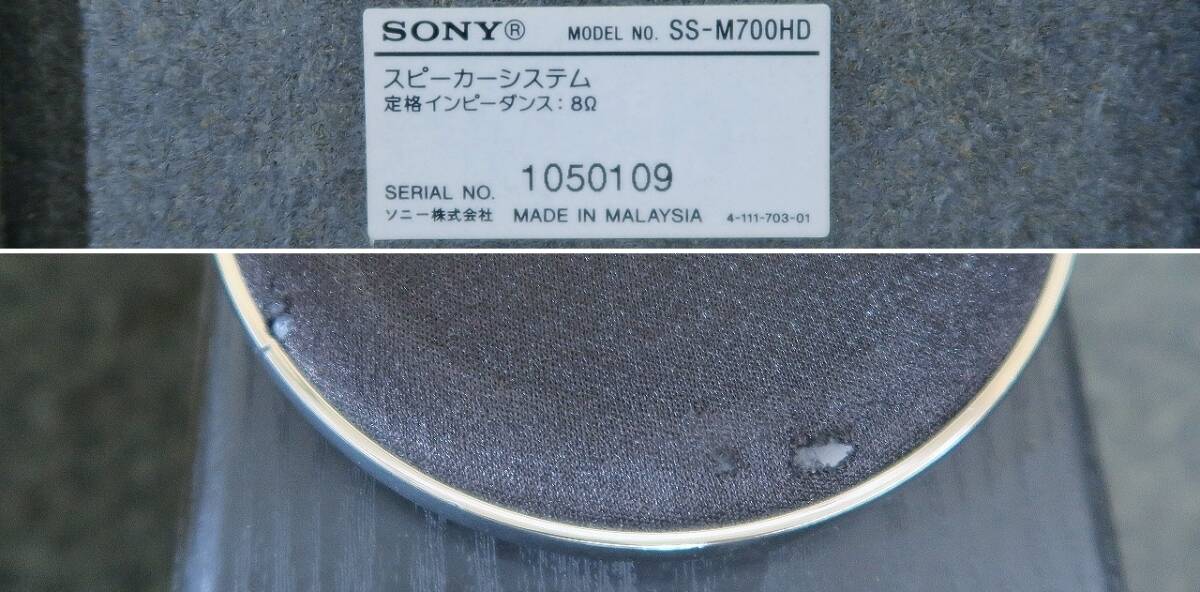 SONY® MODEL NO. SS-M700HD
スピーカーシステム
定格インピーダンス：8Ω
SERIAL NO. 1050109
ソニー株式会社 MADE IN MALAYSIA 4-111-703-01